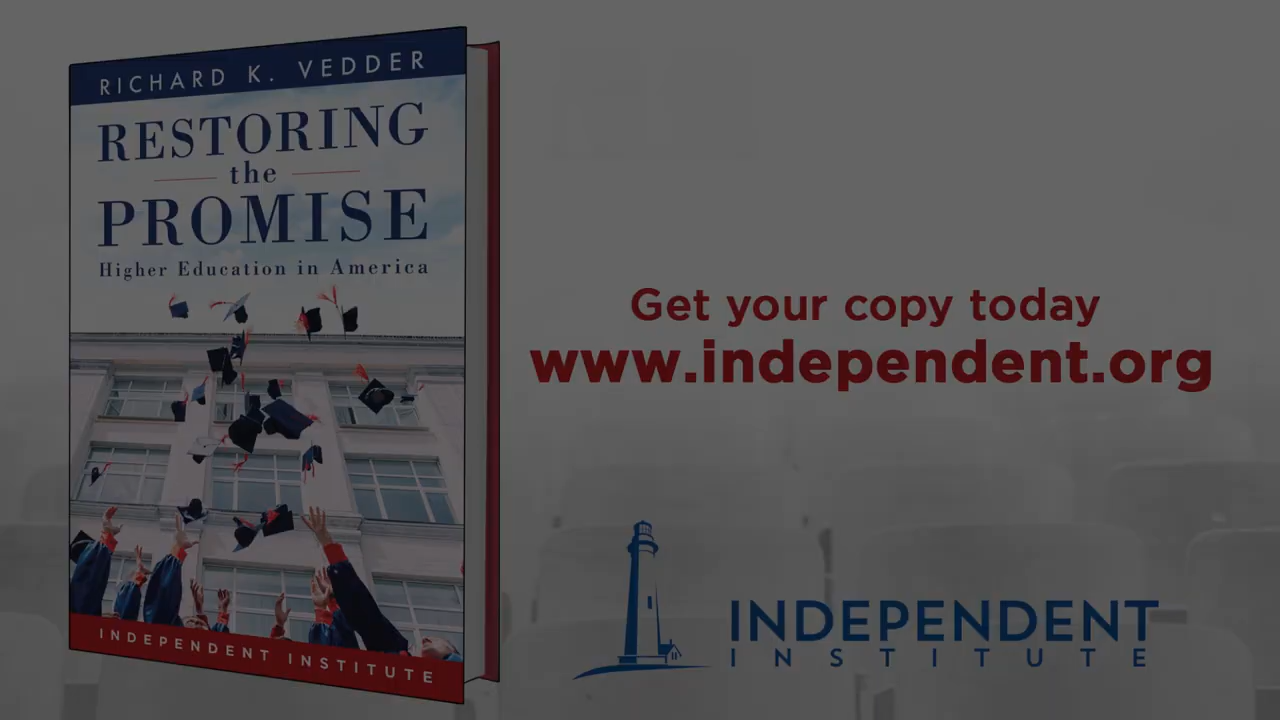 RICHARD K. VEDDER
RESTORING
the
PROMISE
Higher Education in America
INDEPENDENT INSTITUTE
Get your copy today
www.independent.org
INDEPENDENT
INSTITUTE